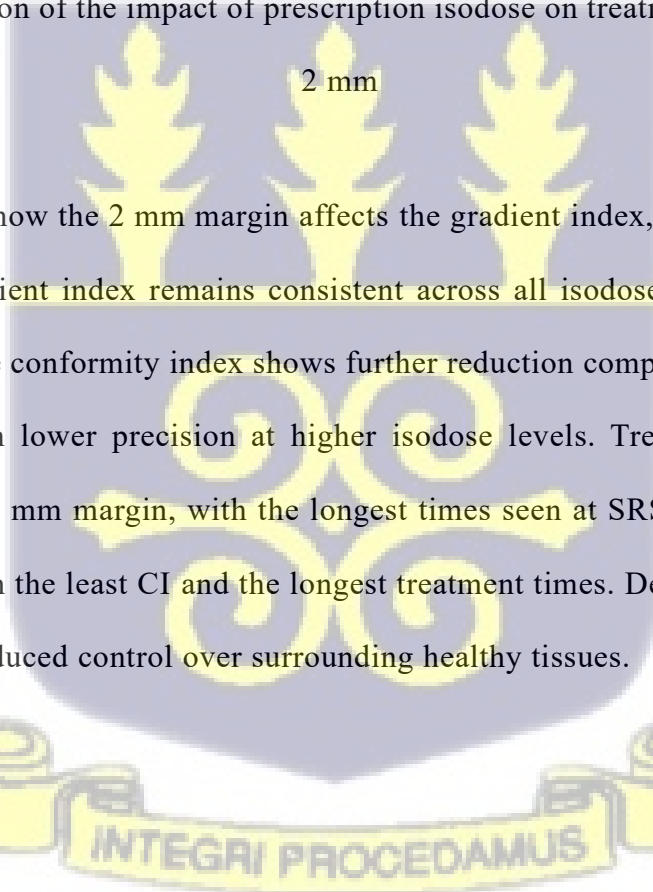 on of the impact of prescription isodose on treat
2 mm
how the 2 mm margin affects the gradient index,
ient index remains consistent across all isodose
conformity index shows further reduction comp
lower precision at higher isodose levels. Tre
mm margin, with the longest times seen at SRS
the least CI and the longest treatment times. De
duced control over surrounding healthy tissues.
INTEGRI PROCEDAMUS